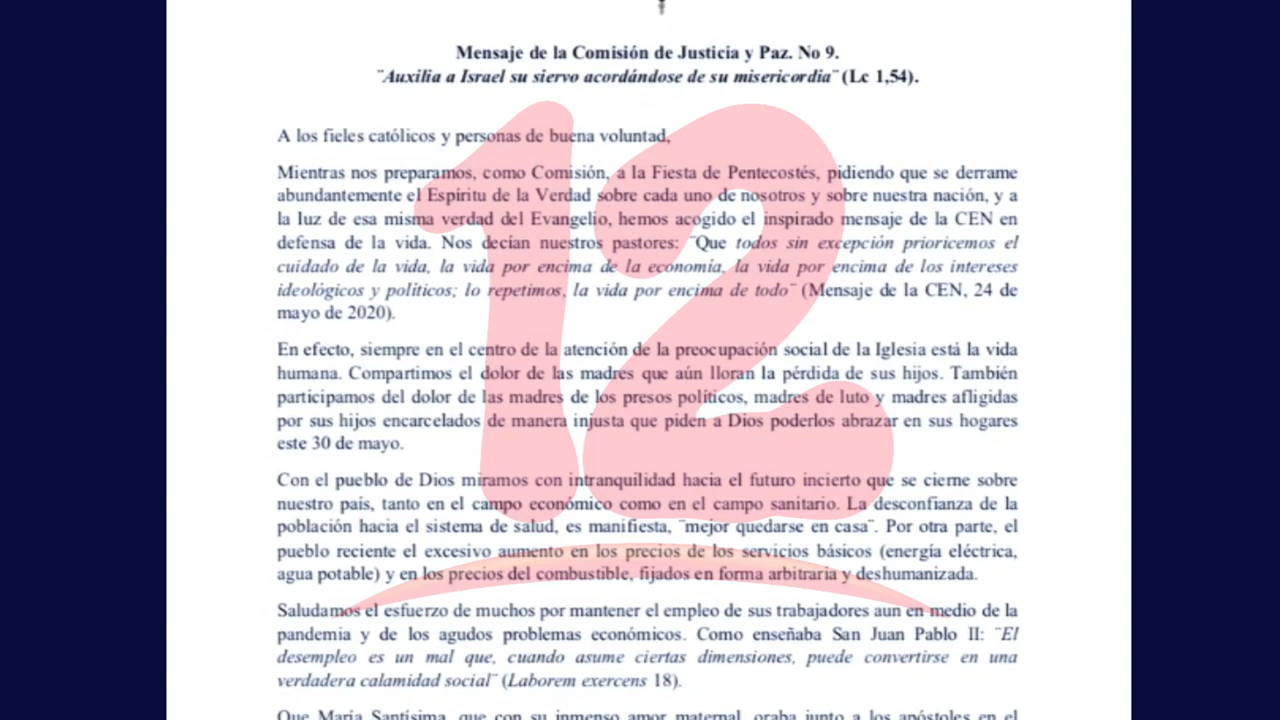 Mensaje de la Comisión de Justicia y Paz. No 9.
¨Auxilia a Israel su siervo acordándose de su misericordia¨ (Lc 1,54).
A los fieles católicos y personas de buena voluntad,
Mientras nos preparamos, como Comisión, a la Fiesta de Pentecostés, pidiendo que se derrame
abundantemente el Espíritu de la Verdad sobre cada uno de nosotros y sobre nuestra nación, y a
la luz de esa misma verdad del Evangelio, hemos acogido el inspirado mensaje de la CEN en
defensa de la vida. Nos decían nuestros pastores: ¨Que todos sin excepción prioricemos el
cuidado de la vida, la vida por encima de la economía, la vida por encima de los intereses
ideológicos y políticos; lo repetimos, la vida por encima de todo¨ (Mensaje de la CEN, 24 de
mayo de 2020).
En efecto, siempre en el centro de la atención de la preocupación social de la Iglesia está la vida
humana. Compartimos el dolor de las madres que aún lloran la pérdida de sus hijos. También
participamos del dolor de las madres de los presos políticos, madres de luto y madres afligidas
por sus hijos encarcelados de manera injusta que piden a Dios poderlos abrazar en sus hogares
este 30 de mayo.
Con el pueblo de Dios miramos con intranquilidad hacia el futuro incierto que se cierne sobre
nuestro país, tanto en el campo económico como en el campo sanitario. La desconfianza de la
población hacia el sistema de salud, es manifiesta, ¨mejor quedarse en casa¨. Por otra parte, el
pueblo reciente el excesivo aumento en los precios de los servicios básicos (energía eléctrica,
agua potable) y en los precios del combustible, fijados en forma arbitraria y deshumanizada.
Saludamos el esfuerzo de muchos por mantener el empleo de sus trabajadores aun en medio de la
pandemia y de los agudos problemas económicos. Como enseñaba San Juan Pablo II: ¨El
desempleo es un mal que, cuando asume ciertas dimensiones, puede convertirse en una
verdadera calamidad social¨ (Laborem exercens 18).
Que María Santísima, que con su inmenso amor maternal, oraba junto a los apóstoles en el
12